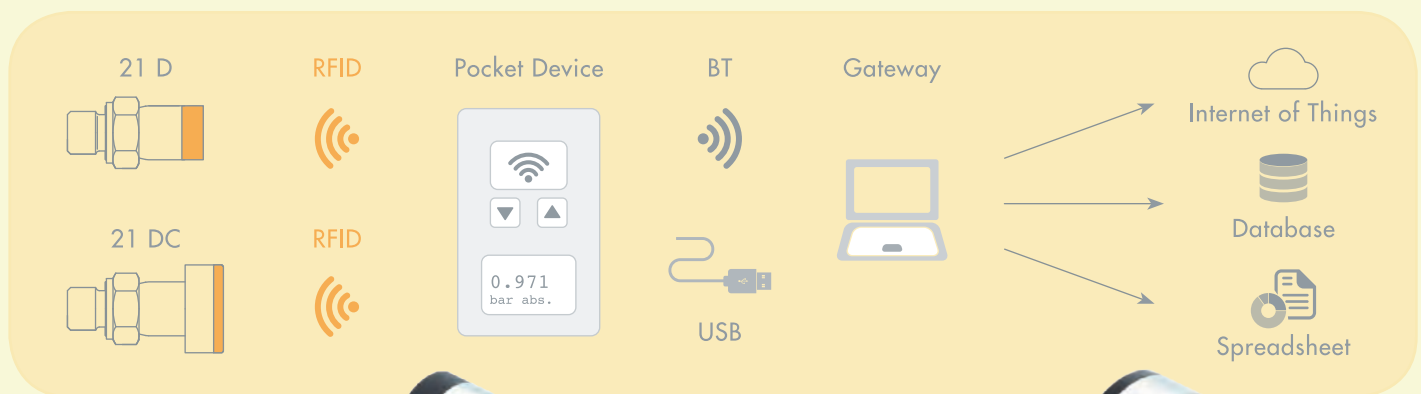 21 D
RFID
Pocket Device
BT
Gateway
Internet of Things
21 DC
RFID
0.971
bar abs.
USB
Database
Spreadsheet